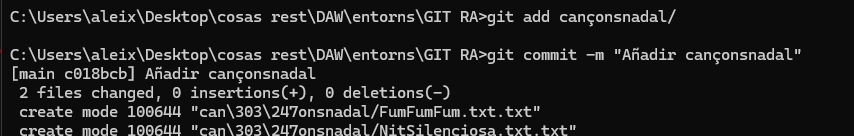 C:\Users\aleix\Desktop\cosas rest\DAW\entorns\GIT RA>git add cançonsnadal/
C:\Users\aleix\Desktop\cosas rest\DAW\entorns\GIT RA>git commit -m "Añadir cançonsnadal"
[main c018bcb] Añadir cançonsnadal
 2 files changed, 0 insertions(+), 0 deletions(-)
 create mode 100644 "can\303\247onsnadal/FumFumFum.txt.txt"
 create mode 100644 "can\303\247onsnadal/NitSilenciosa.txt.txt"